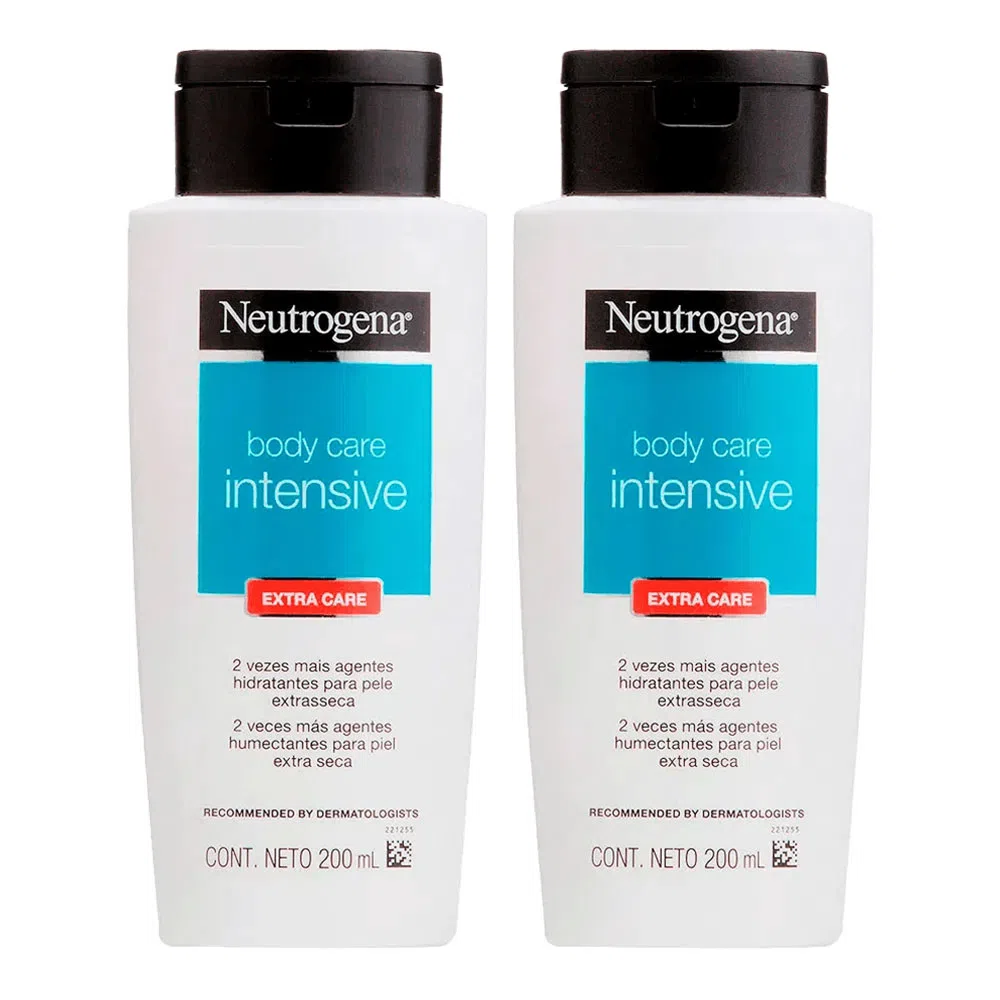 Neutrogena®
body care
intensive
EXTRA CARE
2 vezes mais agentes
hidratantes para pele
extrasseca
2 veces más agentes
humectantes para piel
extra seca
RECOMMENDED BY DERMATOLOGISTS
221255
CONT. NETO 200 mL
Neutrogena®
body care
intensive
EXTRA CARE
2 vezes mais agentes
hidratantes para pele
extrasseca
2 veces más agentes
humectantes para piel
extra seca
RECOMMENDED BY DERMATOLOGISTS
221255
CONT. NETO 200 mL